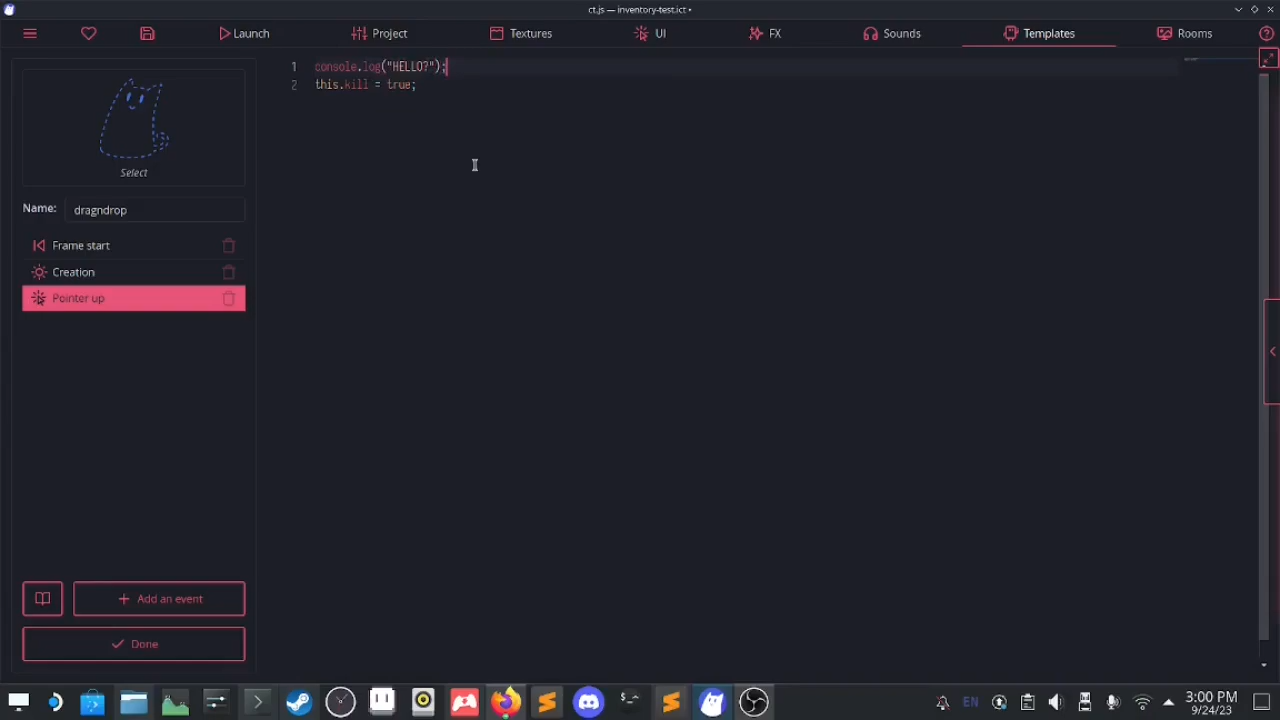 ct.js — inventory-test.ict •
Launch
Project
Textures
UI
FX
Sounds
Templates
Rooms
Select
Name: dragndrop
Frame start
Creation
Pointer up
1 console.log("HELLO?");
2 this.kill = true;
Add an event
Done
EN
3:00 PM
9/24/23